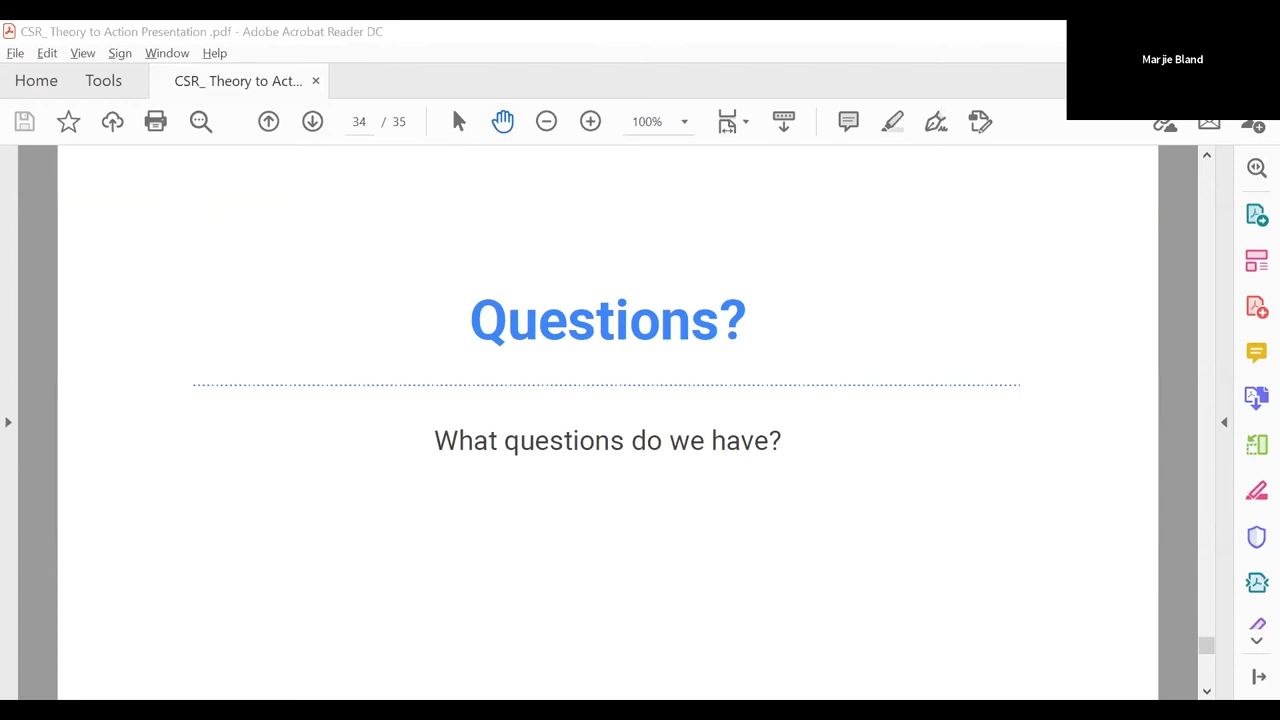 CSR_ Theory to Action Presentation .pdf - Adobe Acrobat Reader DC
File Edit View Sign Window Help
Marjie Bland
Home Tools CSR_ Theory to Act... ×
34 / 35 100%
Questions?
What questions do we have?